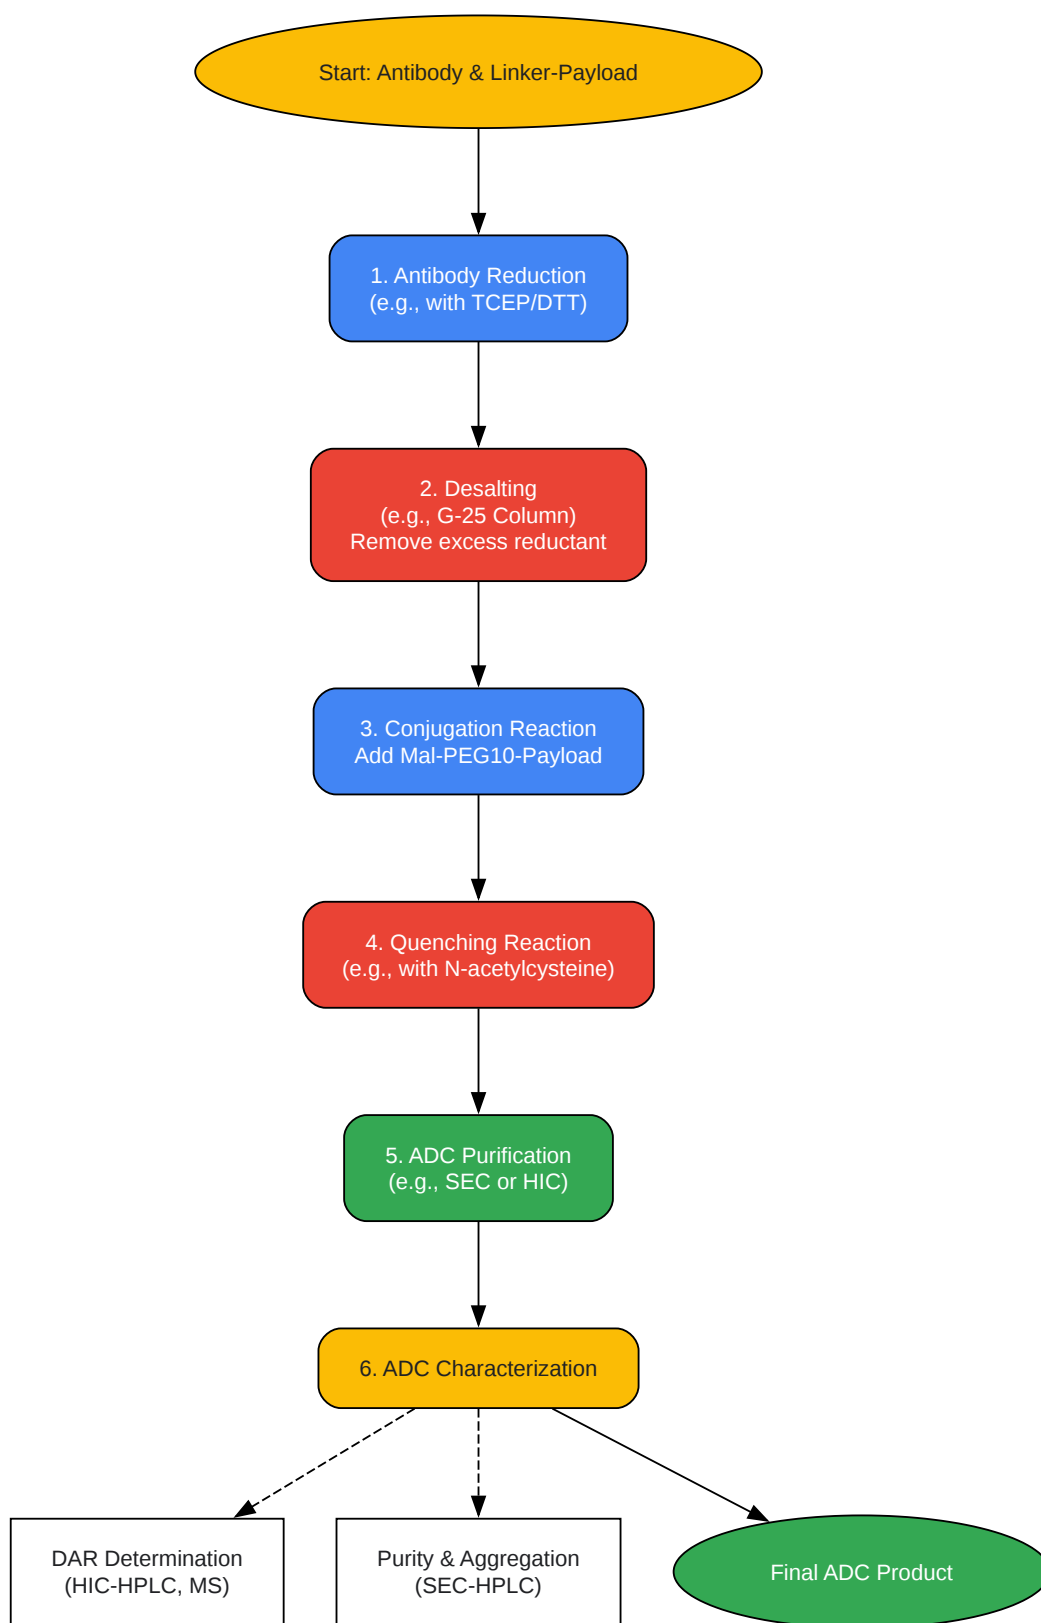 Start: Antibody & Linker-Payload
1. Antibody Reduction
(e.g., with TCEP/DTT)
2. Desalting
(e.g., G-25 Column)
Remove excess reductant
3. Conjugation Reaction
Add Mal-PEG10-Payload
4. Quenching Reaction
(e.g., with N-acetylcysteine)
5. ADC Purification
(e.g., SEC or HIC)
6. ADC Characterization
DAR Determination
(HIC-HPLC, MS)
Purity & Aggregation
(SEC-HPLC)
Final ADC Product